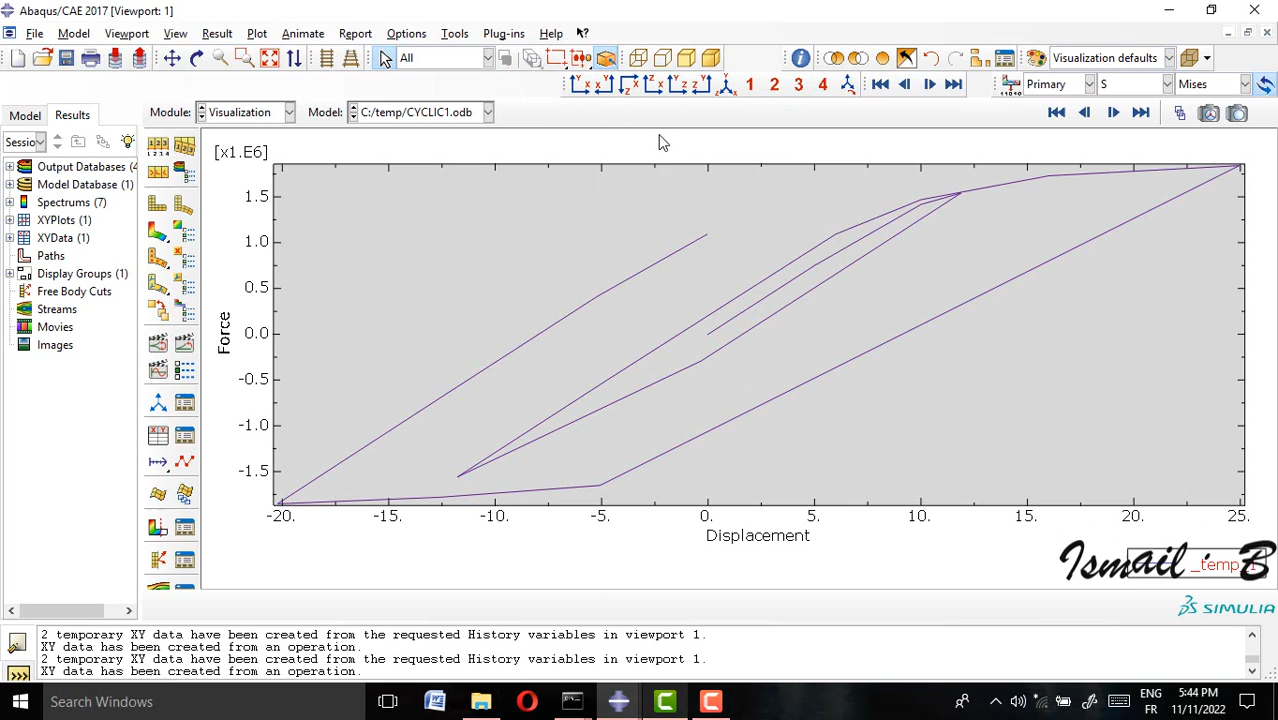 Abaqus/CAE 2017 [Viewport: 1]
File Model Viewport View Result Plot Animate Report Options Tools Plug-ins Help
All
Visualization defaults
1 2 3 4
Primary S Mises
Model Results
Module: Visualization Model: C:/temp/CYCLIC1.odb
Sessio
Output Databases (4
Model Database (1)
Spectrums (7)
XYPlots (1)
XYData (1)
Paths
Display Groups (1)
Free Body Cuts
Streams
Movies
Images
[x1.E6]
1.5
1.0
0.5
0.0
-0.5
-1.0
-1.5
Force
-20. -15. -10. -5. 0. 5. 10. 15. 20. 25.
Displacement
Ismail B
_temp_1
SIMULIA
2 temporary XY data have been created from the requested History variables in viewport 1.
XY data has been created from an operation.
2 temporary XY data have been created from the requested History variables in viewport 1.
XY data has been created from an operation.
Search Windows
ENG
FR
5:44 PM
11/11/2022